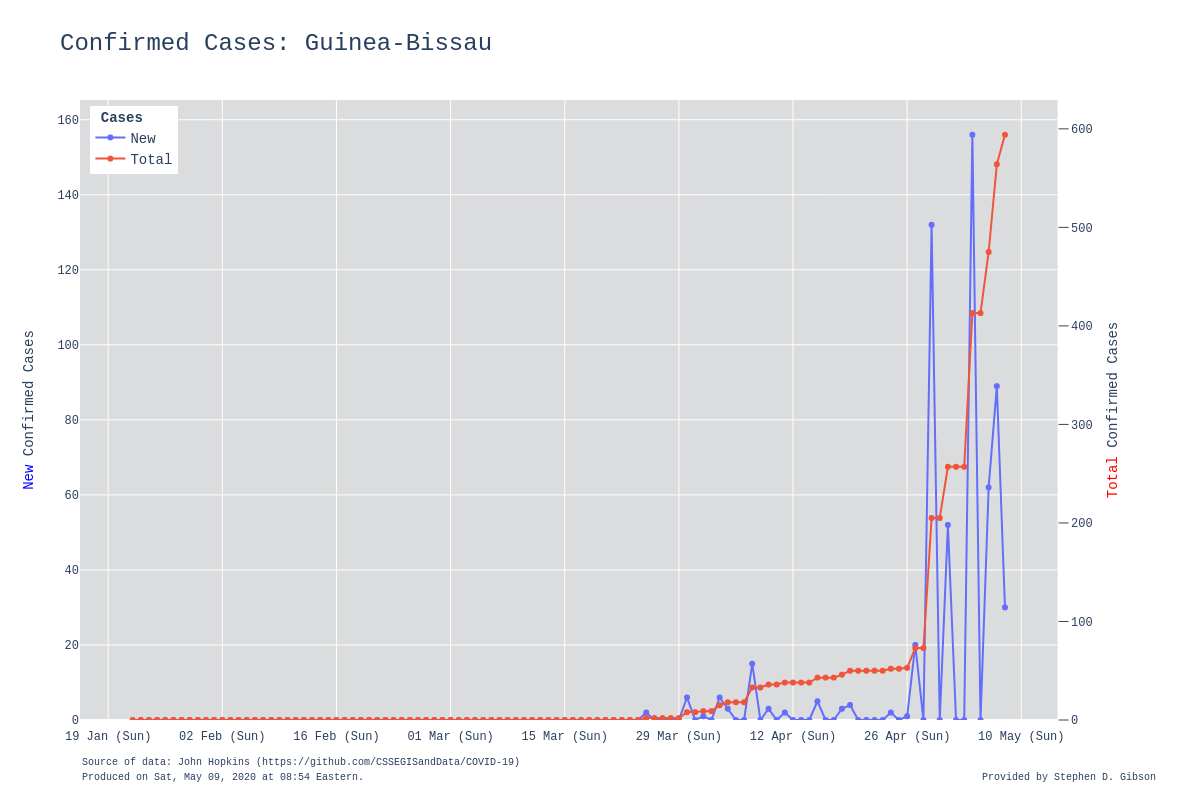 Confirmed Cases: Guinea-Bissau
Cases
New
Total
160
140
120
100
80
60
40
20
0
New Confirmed Cases
600
500
400
300
200
100
0
Total Confirmed Cases
19 Jan (Sun) 02 Feb (Sun) 16 Feb (Sun) 01 Mar (Sun) 15 Mar (Sun) 29 Mar (Sun) 12 Apr (Sun) 26 Apr (Sun) 10 May (Sun)
Source of data: John Hopkins (https://github.com/CSSEGISandData/COVID-19)
Produced on Sat, May 09, 2020 at 08:54 Eastern.
Provided by Stephen D. Gibson